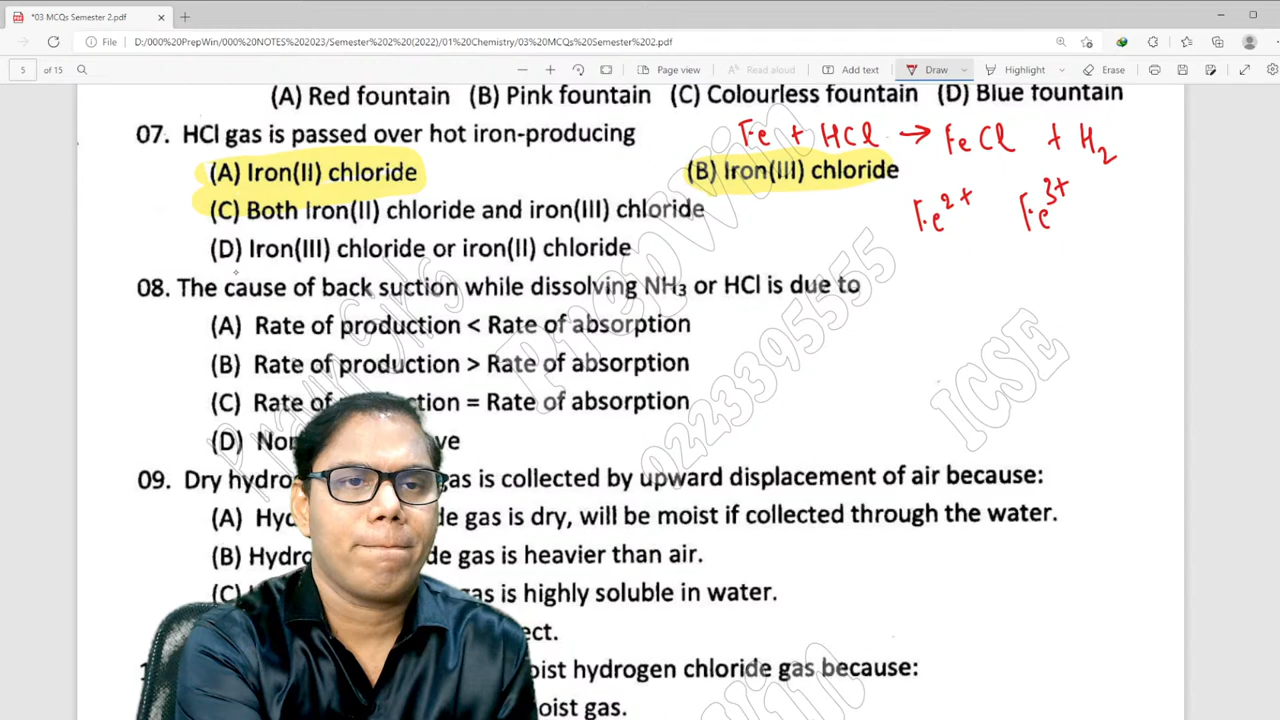 *03 MCQs Semester 2.pdf
File D:/000%20PrepWin/000%20NOTES%202023/Semester%202%20(2022)/01%20Chemistry/03%20MCQs%20Semester%202.pdf
5 of 15 Page view Read aloud Add text Draw Highlight Erase
(A) Red fountain (B) Pink fountain (C) Colourless fountain (D) Blue fountain
07. HCl gas is passed over hot iron-producing
Fe + HCl → FeCl + H2
(A) Iron(II) chloride (B) Iron(III) chloride
Fe2+ Fe3+
(C) Both Iron(II) chloride and iron(III) chloride
(D) Iron(III) chloride or iron(II) chloride
08. The cause of back suction while dissolving NH3 or HCl is due to
(A) Rate of production < Rate of absorption
(B) Rate of production > Rate of absorption
(C) Rate of tion = Rate of absorption
(D) ve
09. Dry hydro gas is collected by upward displacement of air because:
(A) Hy de gas is dry, will be moist if collected through the water.
(B) Hydro de gas is heavier than air.
(C) gas is highly soluble in water.
ect.
oist hydrogen chloride gas because:
oist gas.
PrepWin
02233395555
ICSE